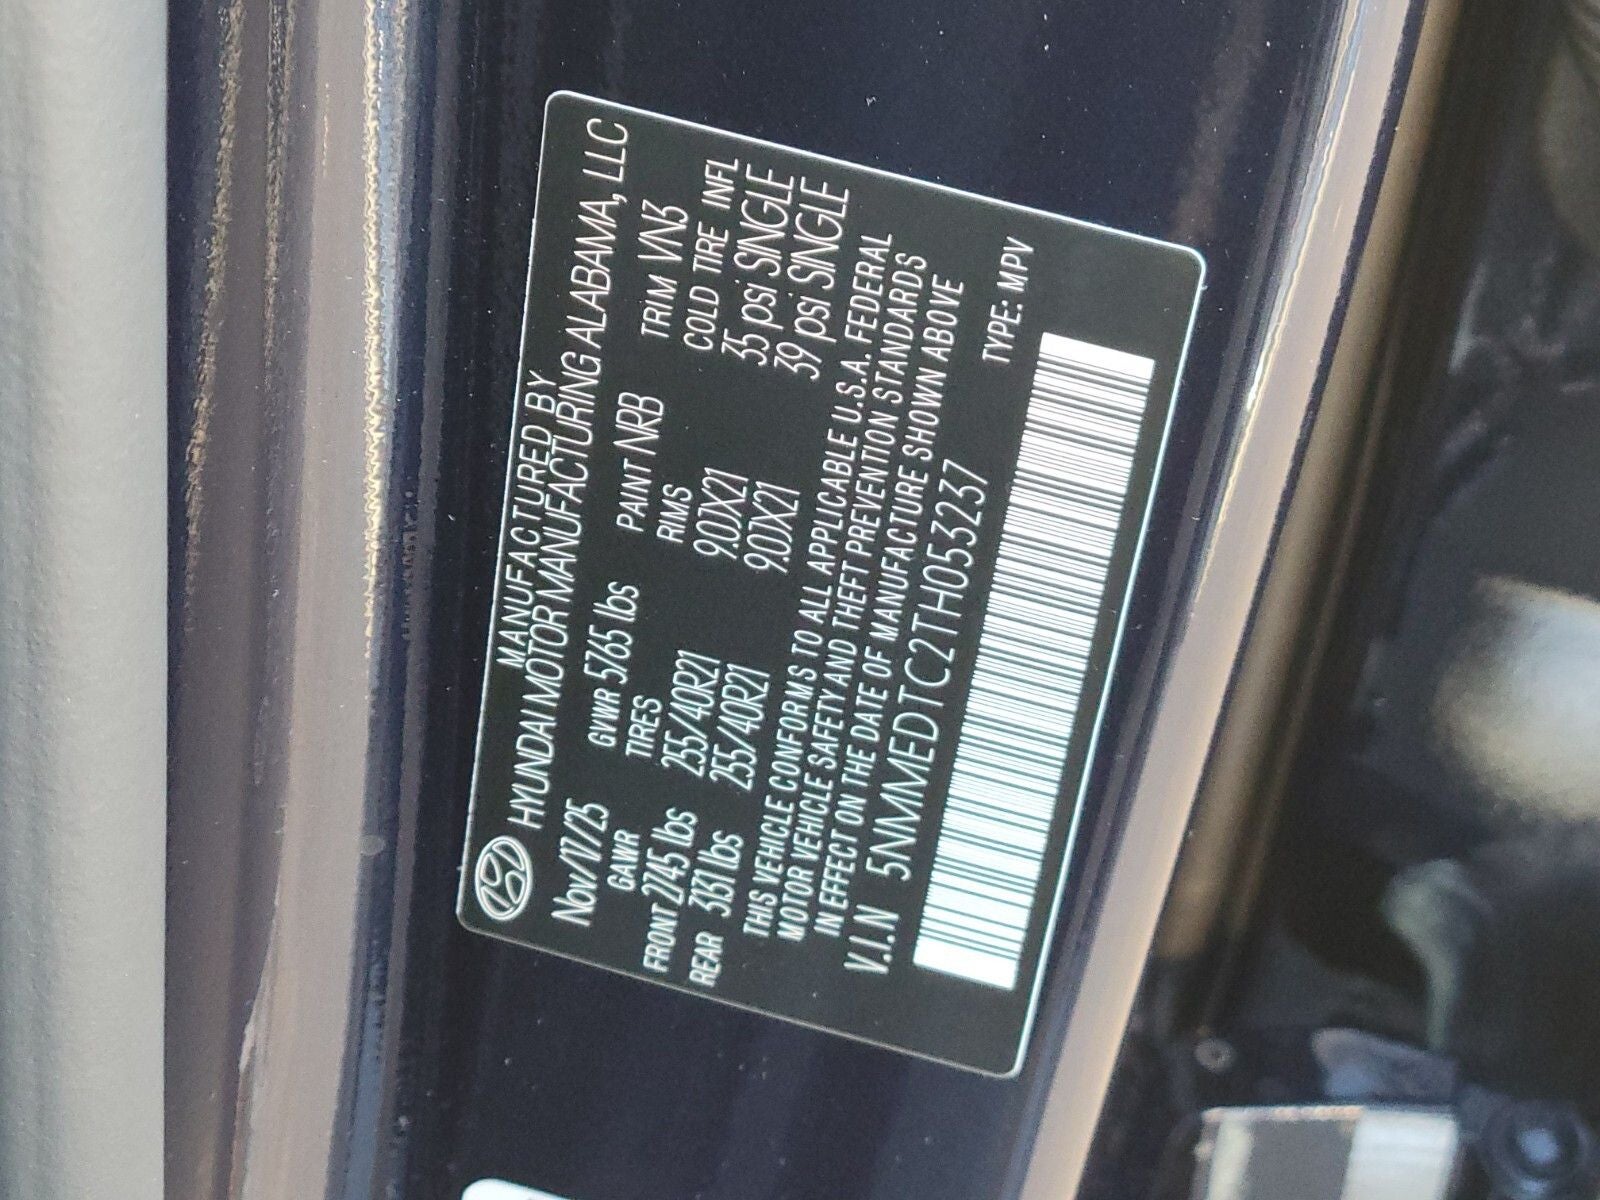 MANUFACTURED BY
HYUNDAI MOTOR MANUFACTURING ALABAMA, LLC
Nov/17/25 GVWR 5765 lbs PAINT NRB TRIM VN3
GAWR TIRES RIMS COLD TIRE INFL
FRONT 2745 lbs 255/40R21 9.0JX21 35 psi SINGLE
REAR 3131 lbs 255/40R21 9.0JX21 39 psi SINGLE
THIS VEHICLE CONFORMS TO ALL APPLICABLE U.S.A. FEDERAL
MOTOR VEHICLE SAFETY AND THEFT PREVENTION STANDARDS
IN EFFECT ON THE DATE OF MANUFACTURE SHOWN ABOVE
V.I.N 5NMMEDTC2TH053237 TYPE: MPV